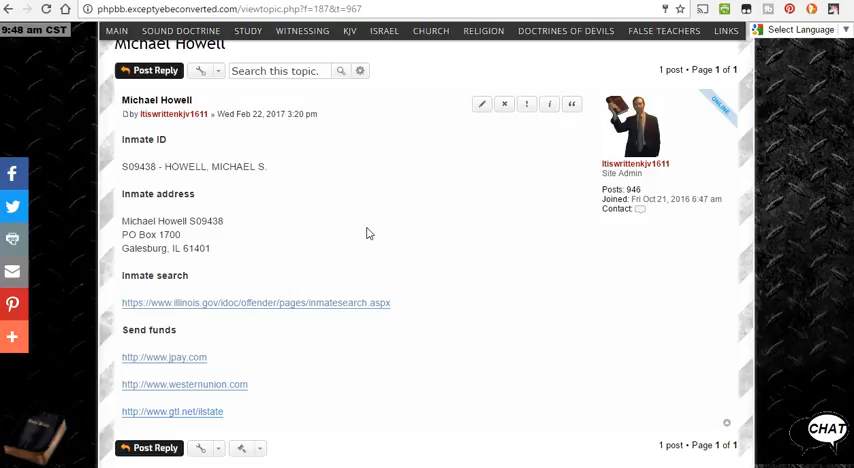 phpbb.exceptyebeconverted.com/viewtopic.php?f=187&t=967
9:48 am CST
MAIN SOUND DOCTRINE STUDY WITNESSING KJV ISRAEL CHURCH RELIGION DOCTRINES OF DEVILS FALSE TEACHERS LINKS
Select Language
Michael Howell
Post Reply
Search this topic.
1 post • Page 1 of 1
Michael Howell
by Itiswrittenkjv1611 » Wed Feb 22, 2017 3:20 pm
ONLINE
Inmate ID
S09438 - HOWELL, MICHAEL S.
Inmate address
Michael Howell S09438
PO Box 1700
Galesburg, IL 61401
Inmate search
https://www.illinois.gov/idoc/offender/pages/inmatesearch.aspx
Send funds
http://www.jpay.com
http://www.westernunion.com
http://www.gtl.net/ilstate
Itiswrittenkjv1611
Site Admin
Posts: 946
Joined: Fri Oct 21, 2016 6:47 am
Contact:
Post Reply
1 post • Page 1 of 1
CHAT